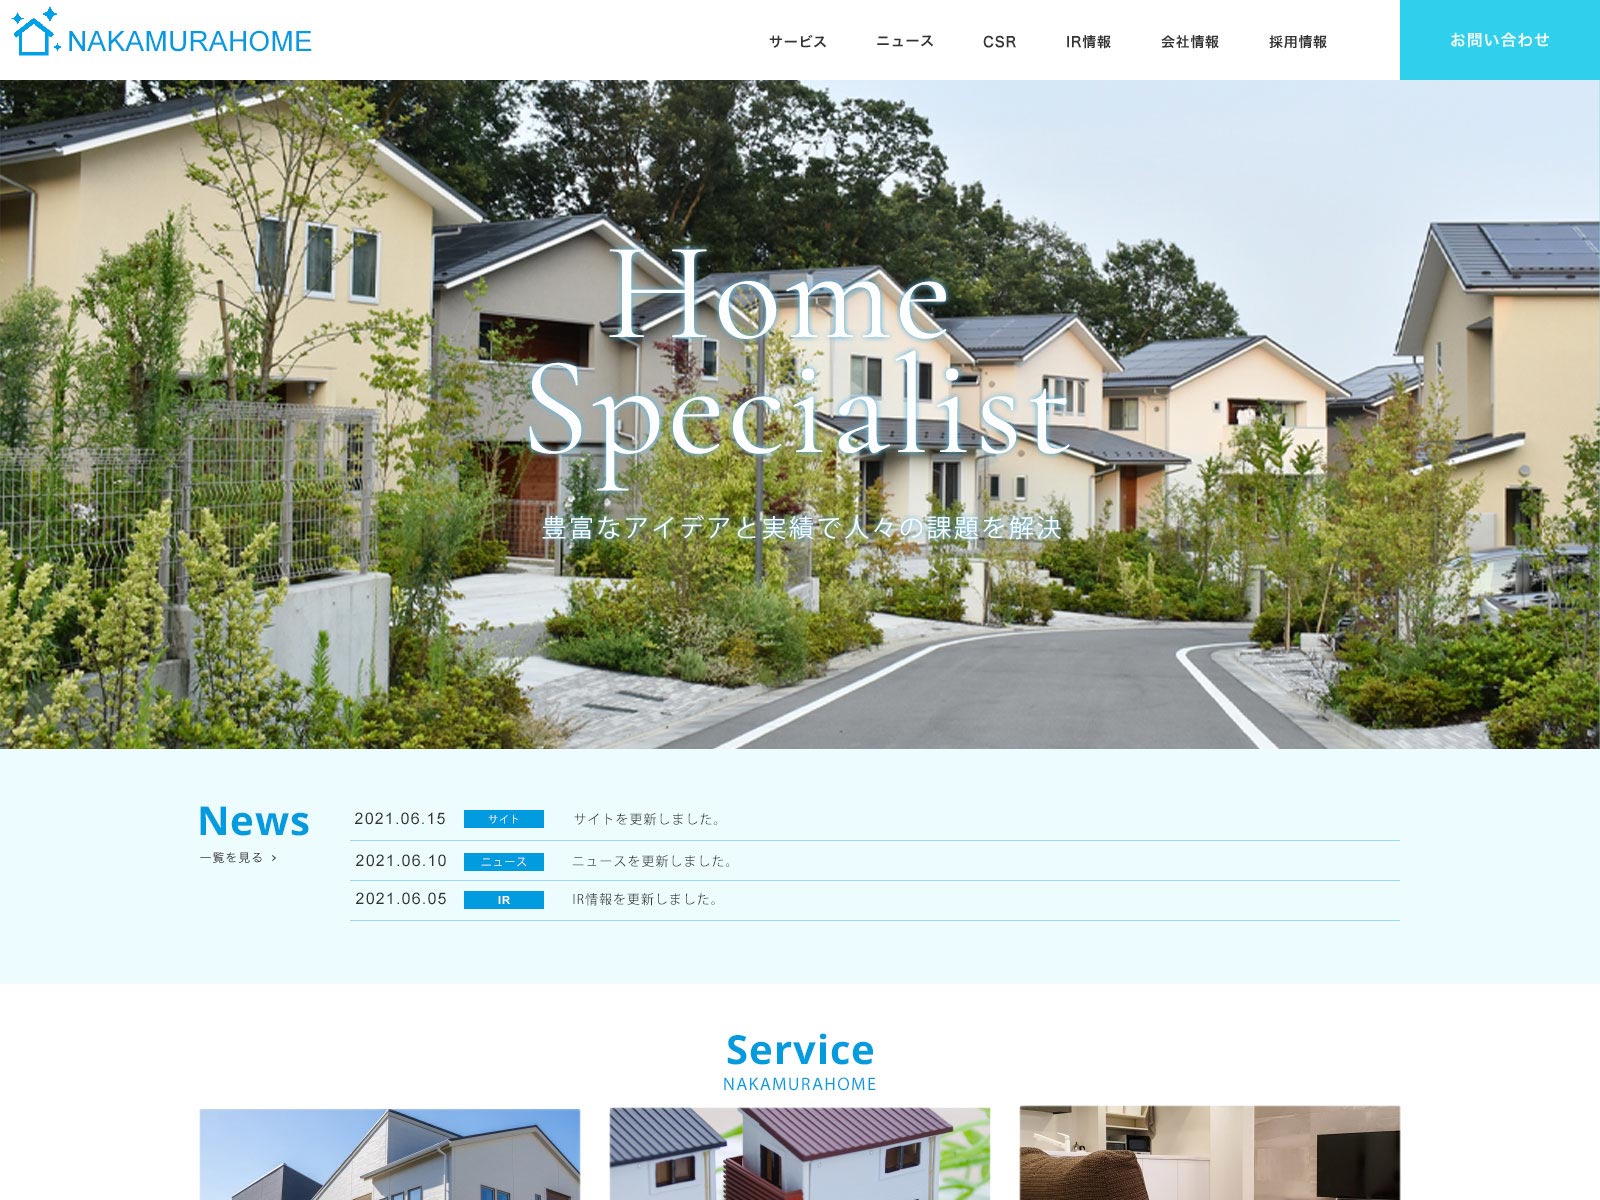 NAKAMURAHOME
サービス
ニュース
CSR
IR情報
会社情報
採用情報
お問い合わせ
Home
Specialist
豊富なアイデアと実績で人々の課題を解決
News
一覧を見る
2021.06.15 サイト サイトを更新しました。
2021.06.10 ニュース ニュースを更新しました。
2021.06.05 IR IR情報を更新しました。
Service
NAKAMURAHOME